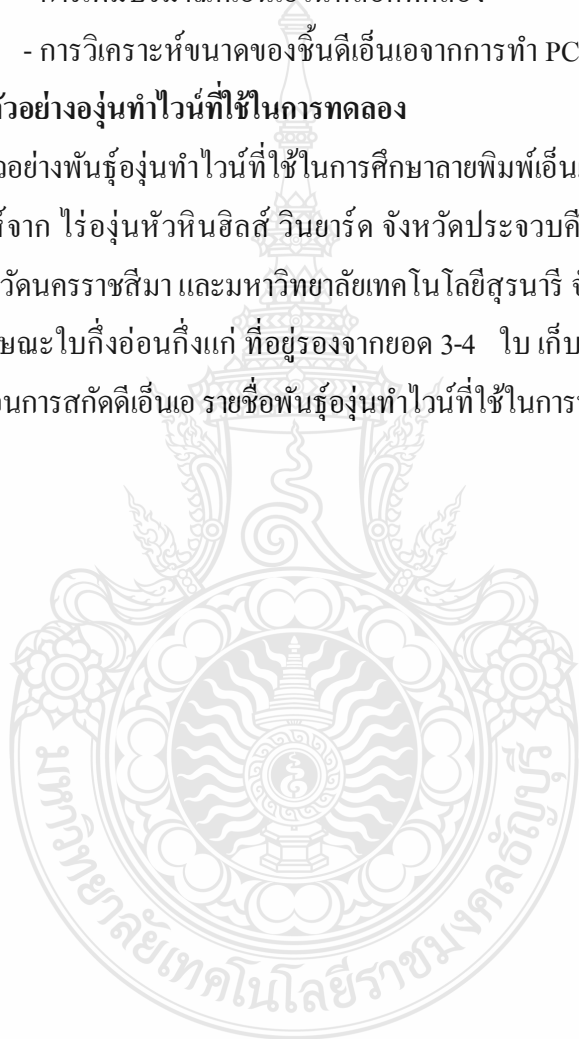 - การวิเคราะห์ขนาดของชิ้นดีเอ็นเอจากการทำ PC
ตัวอย่างองุ่นทำไวน์ที่ใช้ในการทดลอง
วอย่างพันธุ์องุ่นทำไวน์ที่ใช้ในการศึกษาลายพิมพ์เอ็น
จาก ไร่องุ่นหัวหินฮิลส์ วินยาร์ด จังหวัดประจวบคี
วัดนครราชสีมา และมหาวิทยาลัยเทคโนโลยีสุรนารี จั
ษณะใบกึ่งอ่อนกึ่งแก่ ที่อยู่รองจากยอด 3-4 ใบ เก็บ
อนการสกัดดีเอ็นเอ รายชื่อพันธุ์องุ่นทำไวน์ที่ใช้ในการ
มหาวิทยาลัยเทคโนโลยีราชมงคลธัญบุรี